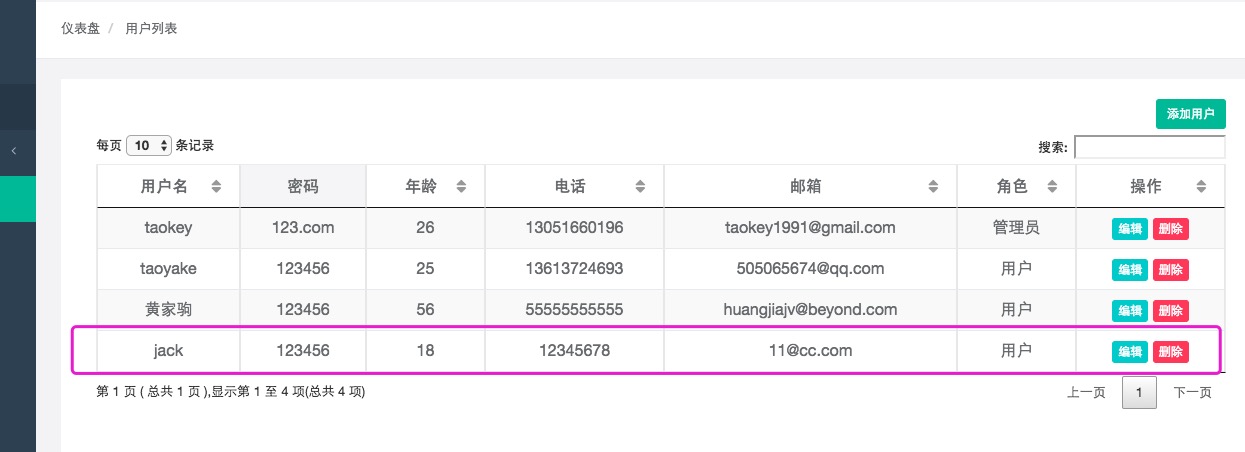 仪表盘 / 用户列表
添加用户
每页 10 条记录 搜索:
用户名 密码 年龄 电话 邮箱 角色 操作
taokey 123.com 26 13051660196 taokey1991@gmail.com 管理员 编辑 删除
taoyake 123456 25 13613724693 505065674@qq.com 用户 编辑 删除
黄家驹 123456 56 55555555555 huangjiajv@beyond.com 用户 编辑 删除
jack 123456 18 12345678 11@cc.com 用户 编辑 删除
第 1 页 ( 总共 1 页 ),显示第 1 至 4 项(总共 4 项) 上一页 1 下一页